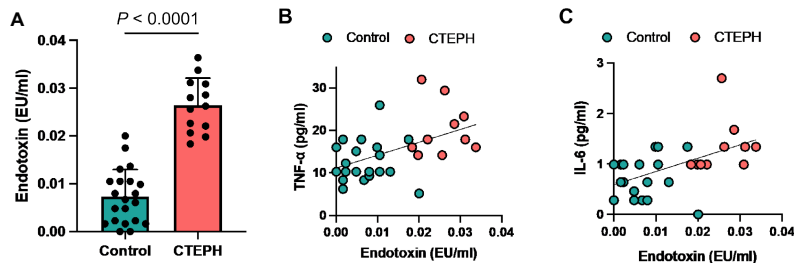 A
P < 0.0001
Endotoxin (EU/ml)
0.04
0.03
0.02
0.01
0.00
Control
CTEPH
B
Control
CTEPH
TNF-α (pg/ml)
30
20
10
0
0.00
0.01
0.02
0.03
0.04
Endotoxin (EU/ml)
C
Control
CTEPH
IL-6 (pg/ml)
3
2
1
0
0.00
0.01
0.02
0.03
0.04
Endotoxin (EU/ml)